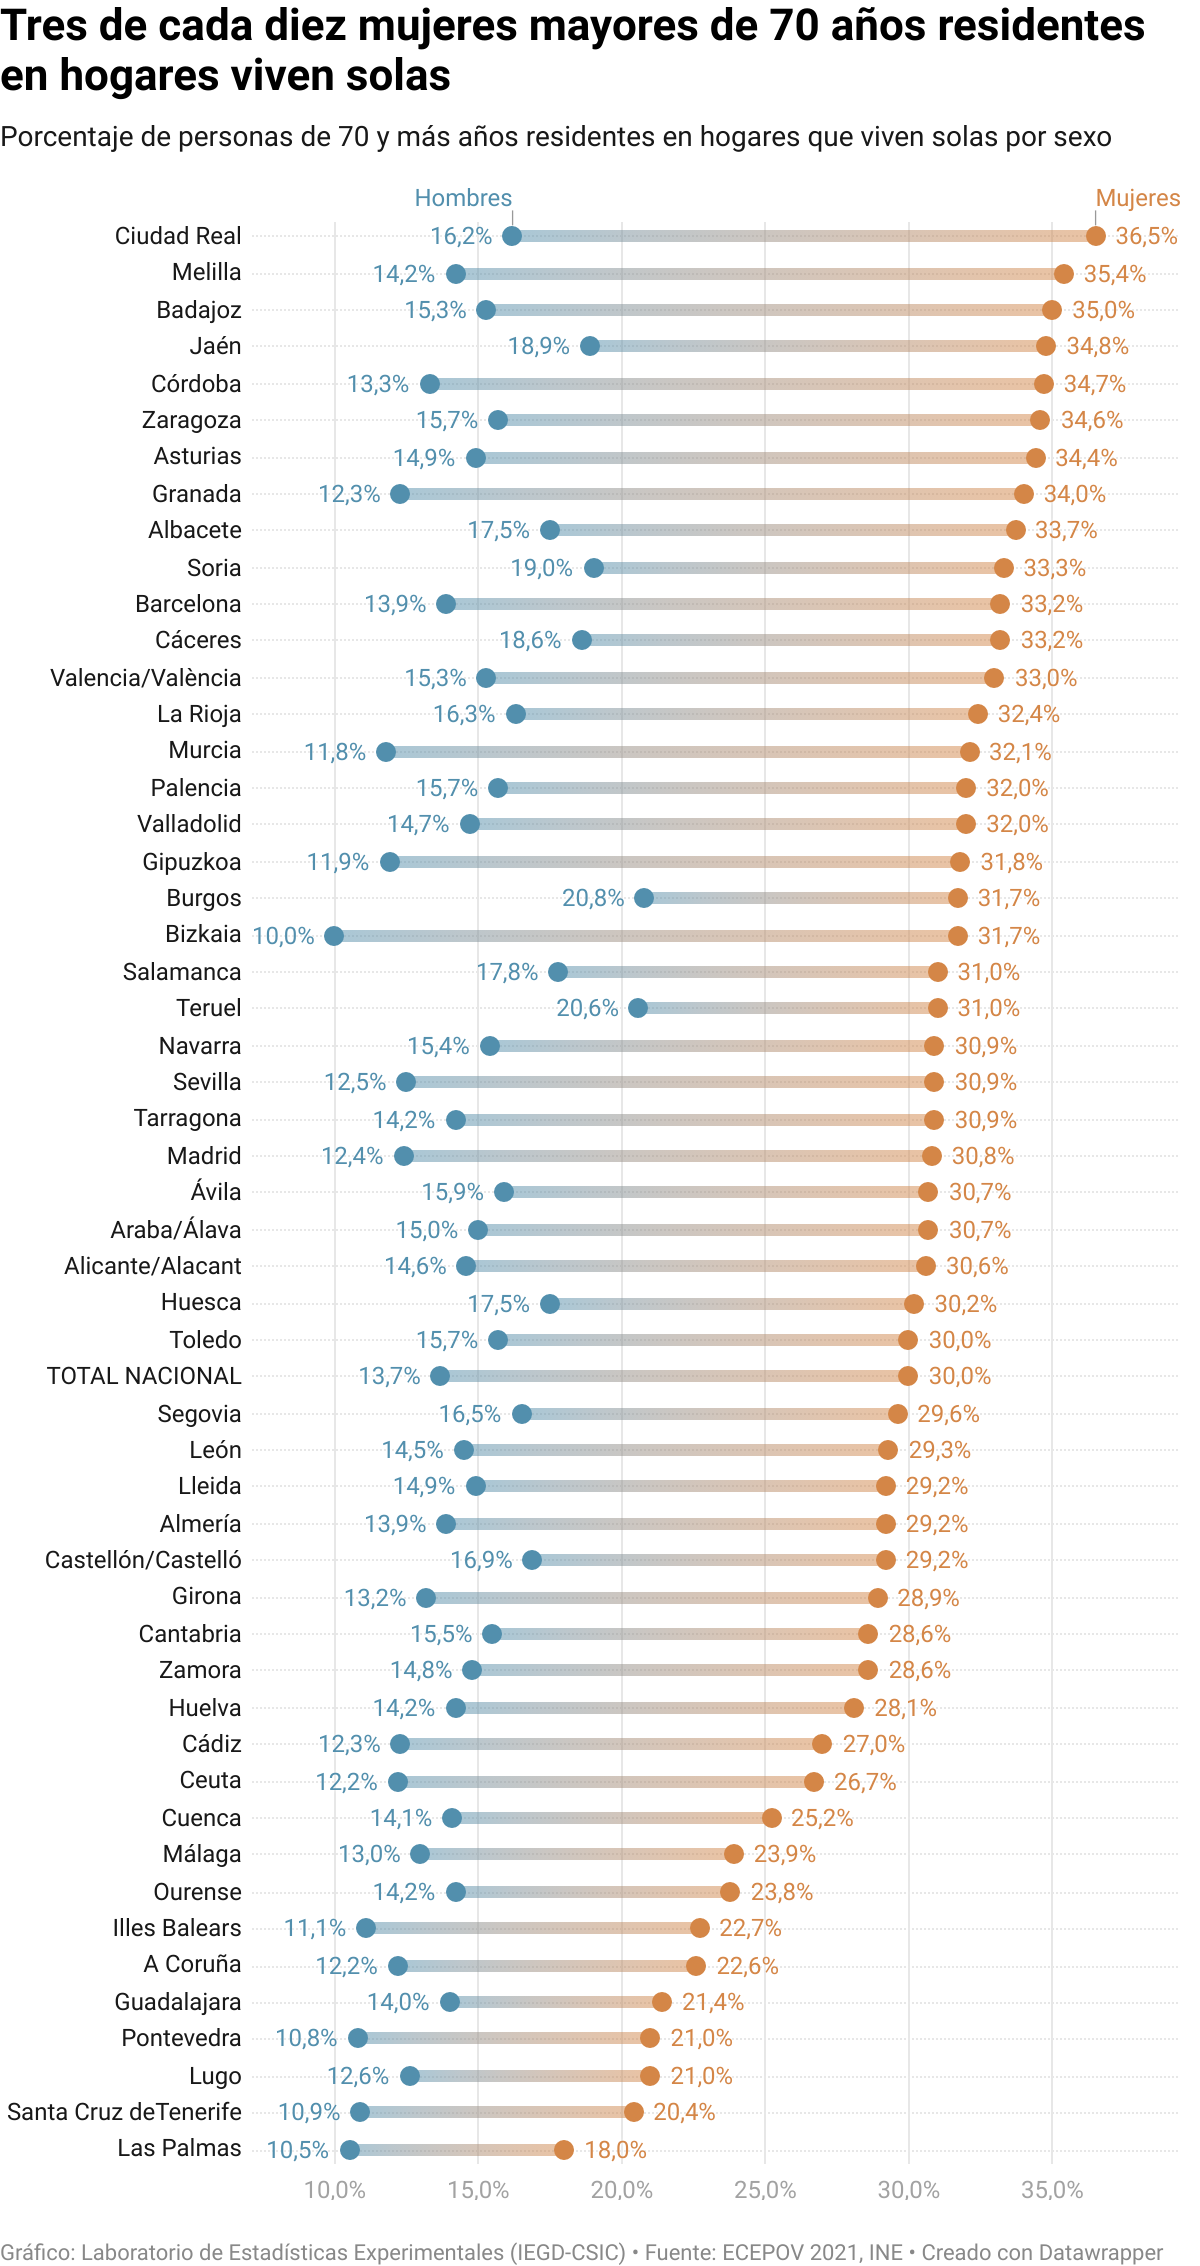 Tres de cada diez mujeres mayores de 70 años residentes
en hogares viven solas
Porcentaje de personas de 70 y más años residentes en hogares que viven solas por sexo
Hombres Mujeres
Ciudad Real 16,2% 36,5%
Melilla 14,2% 35,4%
Badajoz 15,3% 35,0%
Jaén 18,9% 34,8%
Córdoba 13,3% 34,7%
Zaragoza 15,7% 34,6%
Asturias 14,9% 34,4%
Granada 12,3% 34,0%
Albacete 17,5% 33,7%
Soria 19,0% 33,3%
Barcelona 13,9% 33,2%
Cáceres 18,6% 33,2%
Valencia/València 15,3% 33,0%
La Rioja 16,3% 32,4%
Murcia 11,8% 32,1%
Palencia 15,7% 32,0%
Valladolid 14,7% 32,0%
Gipuzkoa 11,9% 31,8%
Burgos 20,8% 31,7%
Bizkaia 10,0% 31,7%
Salamanca 17,8% 31,0%
Teruel 20,6% 31,0%
Navarra 15,4% 30,9%
Sevilla 12,5% 30,9%
Tarragona 14,2% 30,9%
Madrid 12,4% 30,8%
Ávila 15,9% 30,7%
Araba/Álava 15,0% 30,7%
Alicante/Alacant 14,6% 30,6%
Huesca 17,5% 30,2%
Toledo 15,7% 30,0%
TOTAL NACIONAL 13,7% 30,0%
Segovia 16,5% 29,6%
León 14,5% 29,3%
Lleida 14,9% 29,2%
Almería 13,9% 29,2%
Castellón/Castelló 16,9% 29,2%
Girona 13,2% 28,9%
Cantabria 15,5% 28,6%
Zamora 14,8% 28,6%
Huelva 14,2% 28,1%
Cádiz 12,3% 27,0%
Ceuta 12,2% 26,7%
Cuenca 14,1% 25,2%
Málaga 13,0% 23,9%
Ourense 14,2% 23,8%
Illes Balears 11,1% 22,7%
A Coruña 12,2% 22,6%
Guadalajara 14,0% 21,4%
Pontevedra 10,8% 21,0%
Lugo 12,6% 21,0%
Santa Cruz deTenerife 10,9% 20,4%
Las Palmas 10,5% 18,0%
10,0% 15,0% 20,0% 25,0% 30,0% 35,0%
Gráfico: Laboratorio de Estadísticas Experimentales (IEGD-CSIC) • Fuente: ECEPOV 2021, INE • Creado con Datawrapper